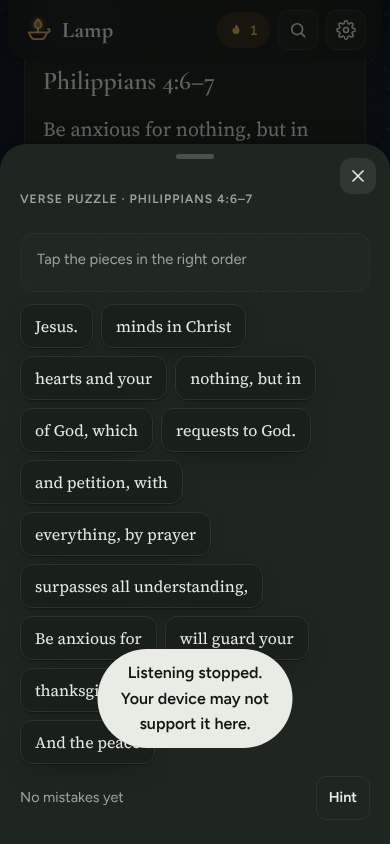 Lamp
1
Philippians 4:6–7
Be anxious for nothing, but in
VERSE PUZZLE · PHILIPPIANS 4:6–7
Tap the pieces in the right order
Jesus.
minds in Christ
hearts and your
nothing, but in
of God, which
requests to God.
and petition, with
everything, by prayer
surpasses all understanding,
Be anxious for
will guard your
And the peace
Listening stopped.
Your device may not
support it here.
No mistakes yet
Hint